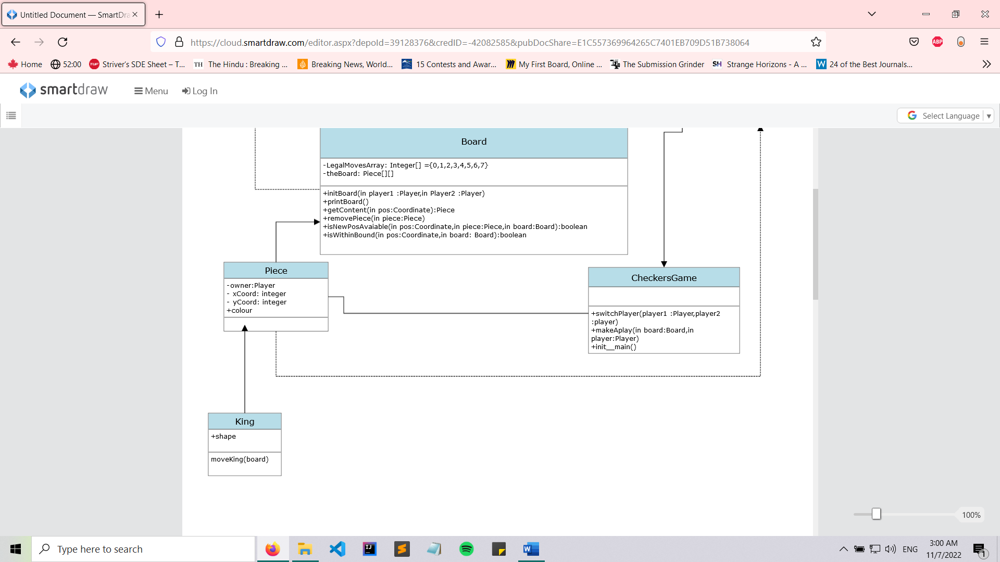 Untitled Document — SmartDra
https://cloud.smartdraw.com/editor.aspx?depoId=39128376&credID=-42082585&pubDocShare=E1C557369964265C7401EB709D51B738064
ABP
Home
52:00
TUF
Striver's SDE Sheet – T...
TH
The Hindu : Breaking ...
Breaking News, World...
15 Contests and Awar...
My First Board, Online ...
The Submission Grinder
SH
Strange Horizons - A ...
W
24 of the Best Journals...
smartdraw
Menu
Log In
G
Select Language
Board
-LegalMovesArray: Integer[] ={0,1,2,3,4,5,6,7}
-theBoard: Piece[][]
+initBoard(in player1 :Player,in Player2 :Player)
+printBoard()
+getContent(in pos:Coordinate):Piece
+removePiece(in piece:Piece)
+isNewPosAvaiable(in pos:Coordinate,in piece:Piece,in board:Board):boolean
+isWithinBound(in pos:Coordinate,in board: Board):boolean
Piece
-owner:Player
- xCoord: integer
- yCoord: integer
+colour
CheckersGame
+switchPlayer(player1 :Player,player2
:player)
+makeAplay(in board:Board,in
player:Player)
+init__main()
King
+shape
moveKing(board)
100%
Type here to search
IJ
W
ENG
3:00 AM
11/7/2022
1